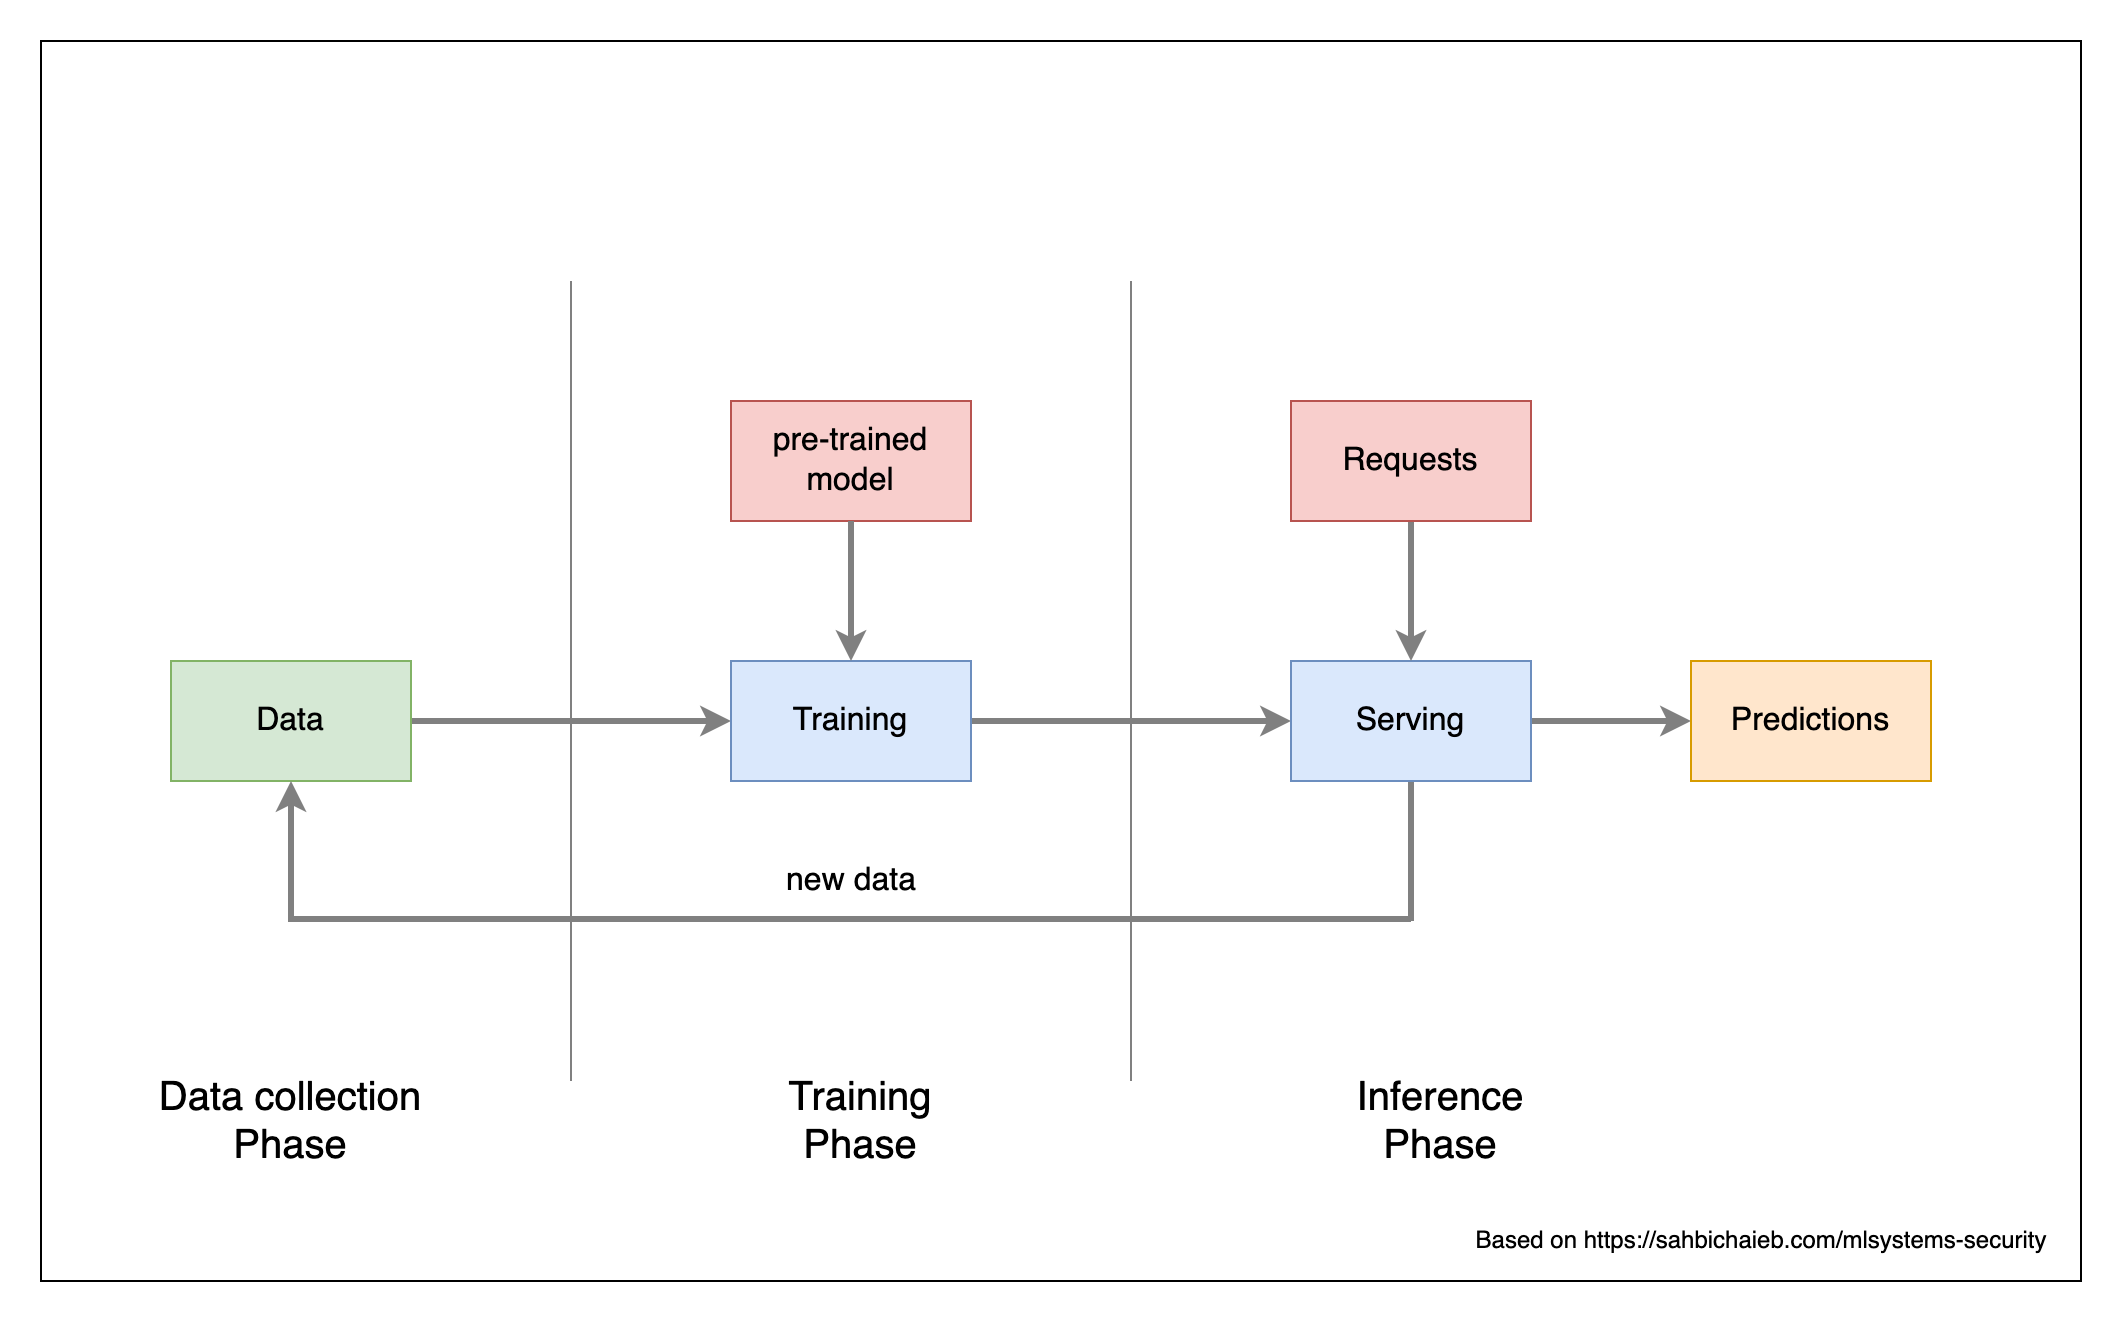 pre-trained
model
Requests
Data
Training
Serving
Predictions
new data
Data collection
Phase
Training
Phase
Inference
Phase
Based on https://sahbichaieb.com/mlsystems-security